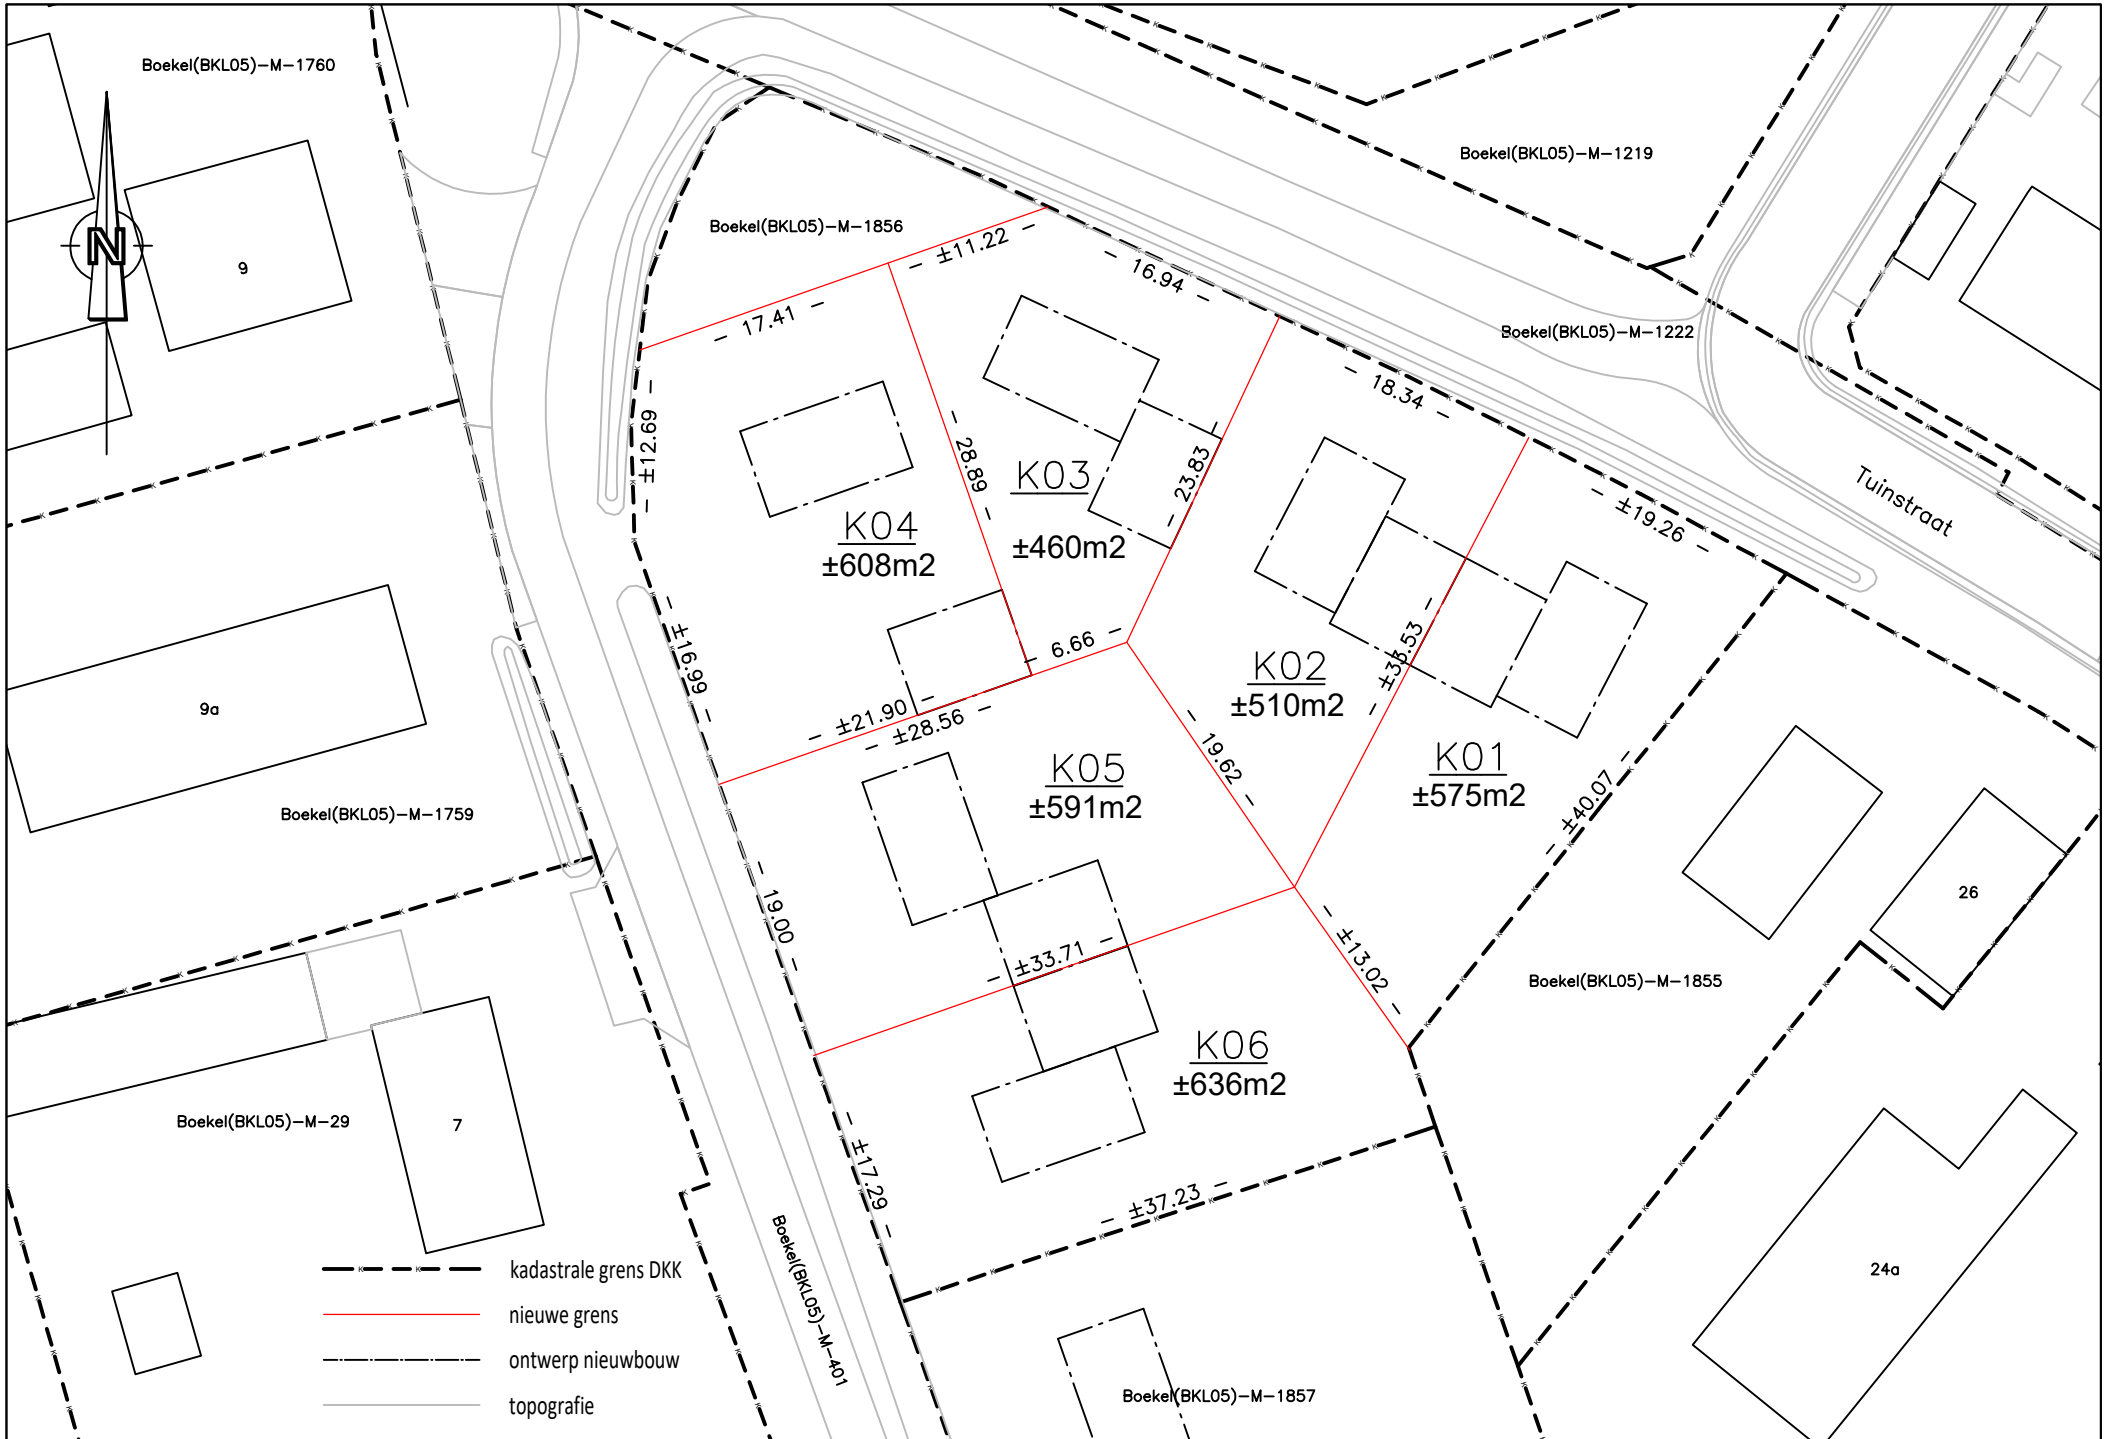 Boekel(BKL05)-M-1760
N
9
Boekel(BKL05)-M-1219
Boekel(BKL05)-M-1856
±11.22
16.94
17.41
Boekel(BKL05)-M-1222
18.34
±12.69
28.89
K03
±460m2
23.83
K04
±608m2
±19.26
Tuinstraat
±16.99
6.66
±33.53
K02
±510m2
9a
±21.90
±28.56
19.62
K05
±591m2
K01
±575m2
±40.07
Boekel(BKL05)-M-1759
26
19.00
±33.71
±13.02
Boekel(BKL05)-M-1855
K06
±636m2
Boekel(BKL05)-M-29
7
±17.29
±37.23
Boekel(BKL05)-M-401
24a
kadastrale grens DKK
nieuwe grens
ontwerp nieuwbouw
topografie
Boekel(BKL05)-M-1857